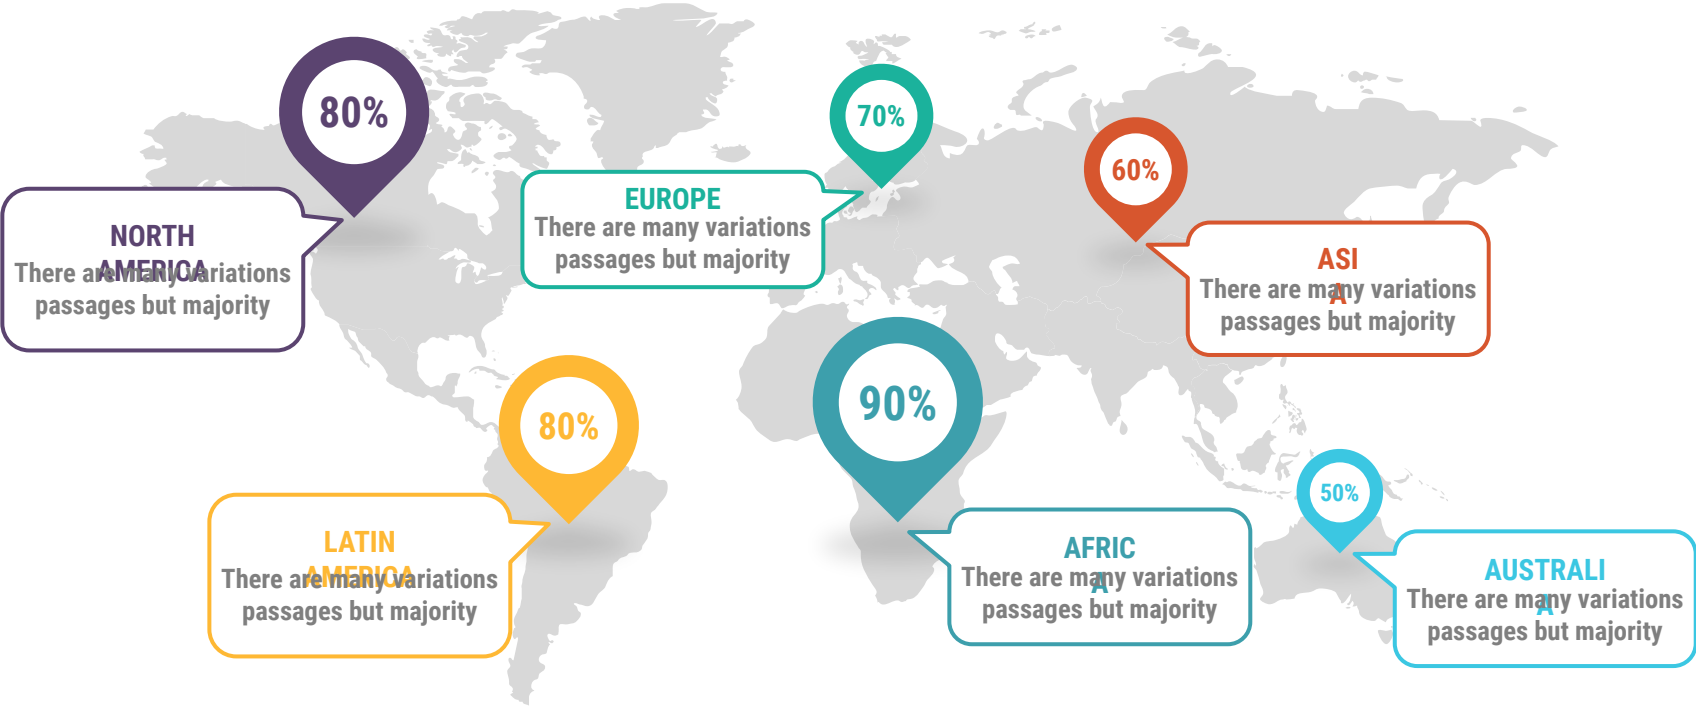 80%
NORTH
AMERICA
There are many variations
passages but majority
70%
EUROPE
There are many variations
passages but majority
60%
ASI
A
There are many variations
passages but majority
80%
LATIN
AMERICA
There are many variations
passages but majority
90%
AFRIC
A
There are many variations
passages but majority
50%
AUSTRALI
A
There are many variations
passages but majority